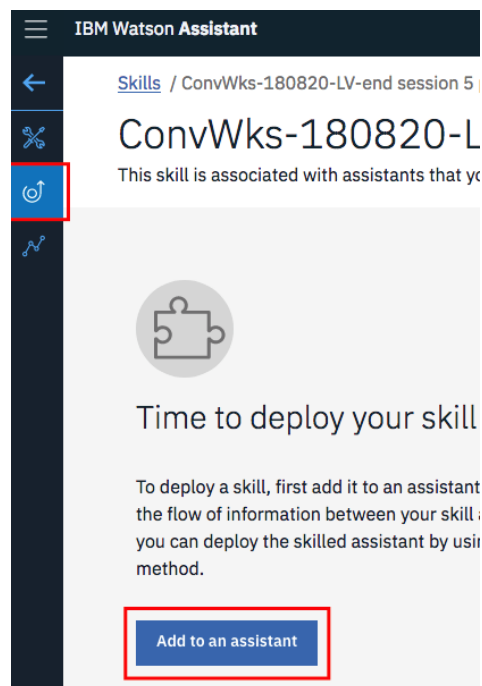 IBM Watson Assistant
Skills / ConvWks-180820-LV-end session 5
ConvWks-180820-L
This skill is associated with assistants that
Time to deploy your skill
To deploy a skill, first add it to an assistant
the flow of information between your skill
you can deploy the skilled assistant by
method.
Add to an assistant